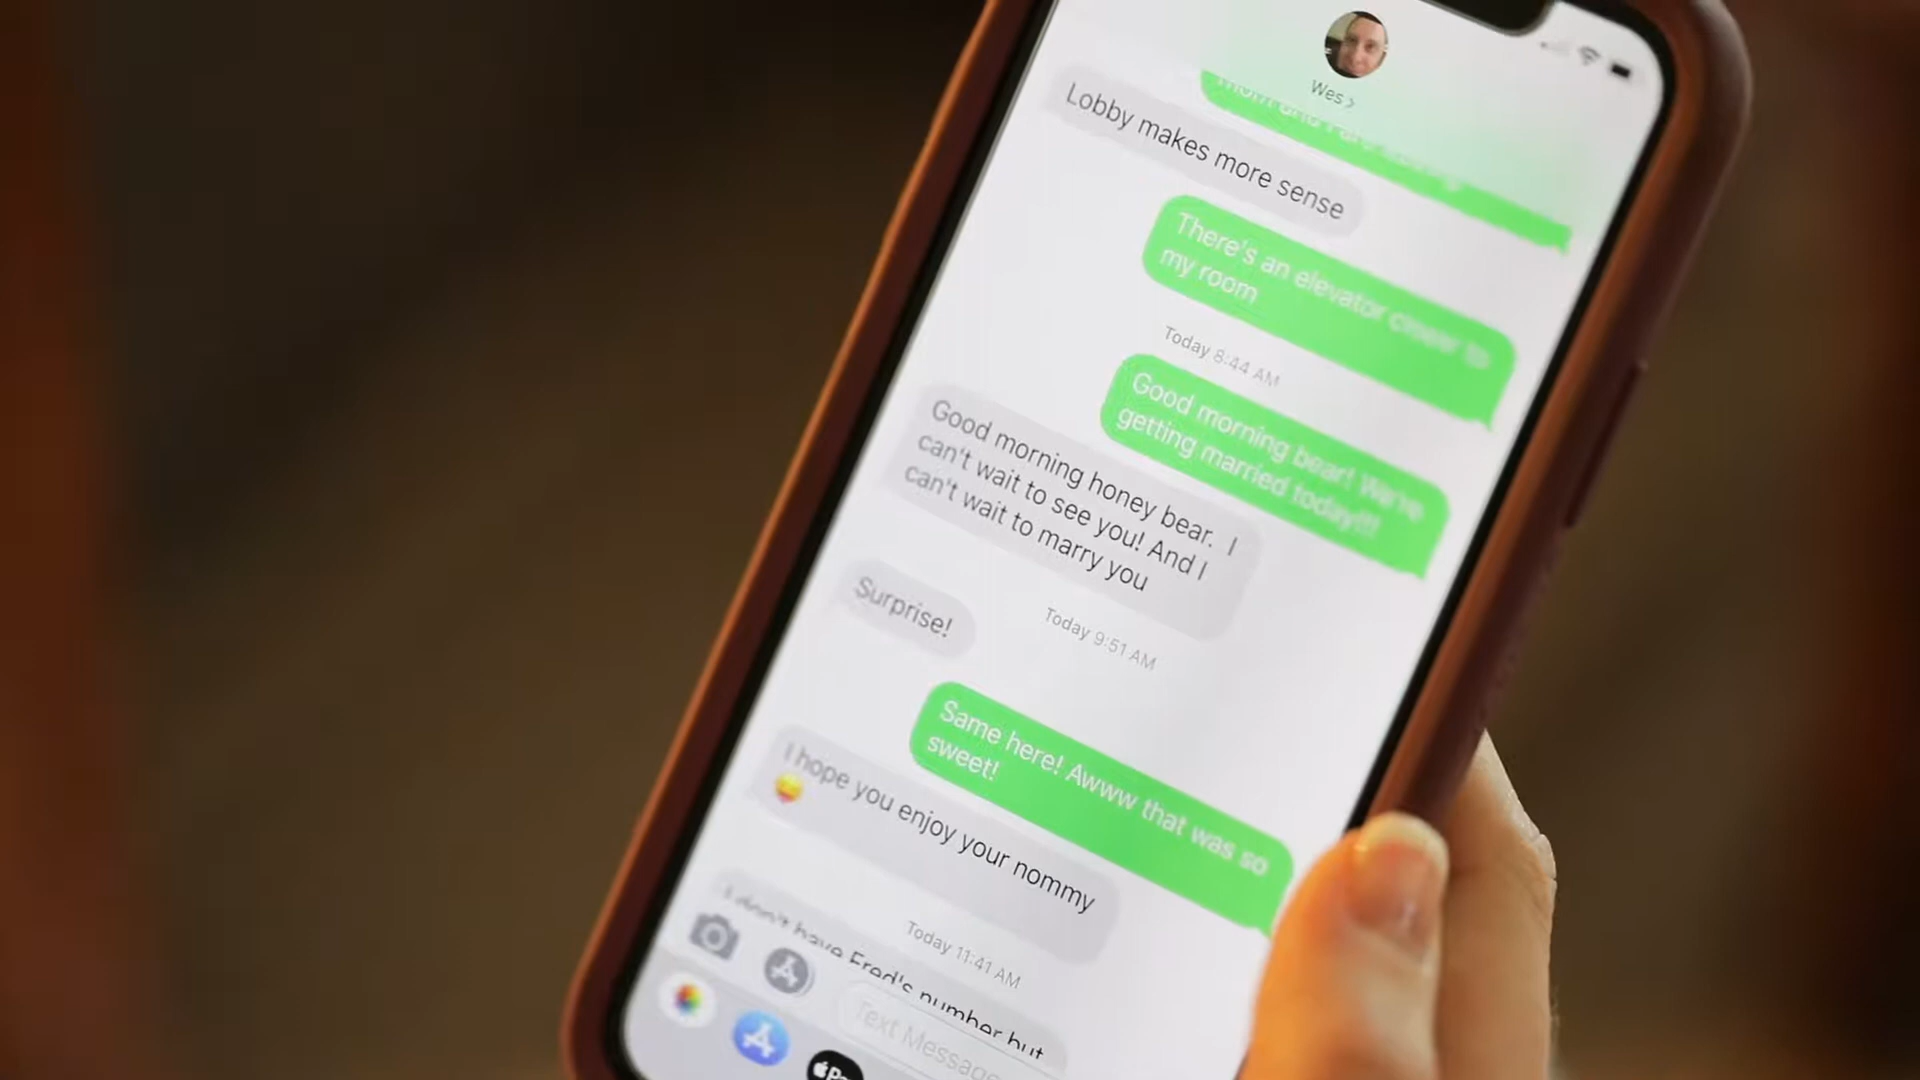 Wes >
Lobby makes more sense
There's an elevator closer to
my room
Today 8:44 AM
Good morning bear! We're
getting married today!!!
Good morning honey bear. I
can't wait to see you! And I
can't wait to marry you
Today 9:51 AM
Surprise!
Same here! Awww that was so
sweet!
I hope you enjoy your nommy
Today 11:41 AM
I don't have Fred's number but
Text Message